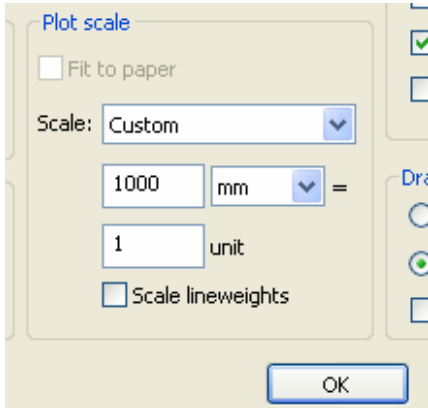 Plot scale
Fit to paper
Scale: Custom
1000 mm =
1 unit
Scale lineweights
Dra
OK